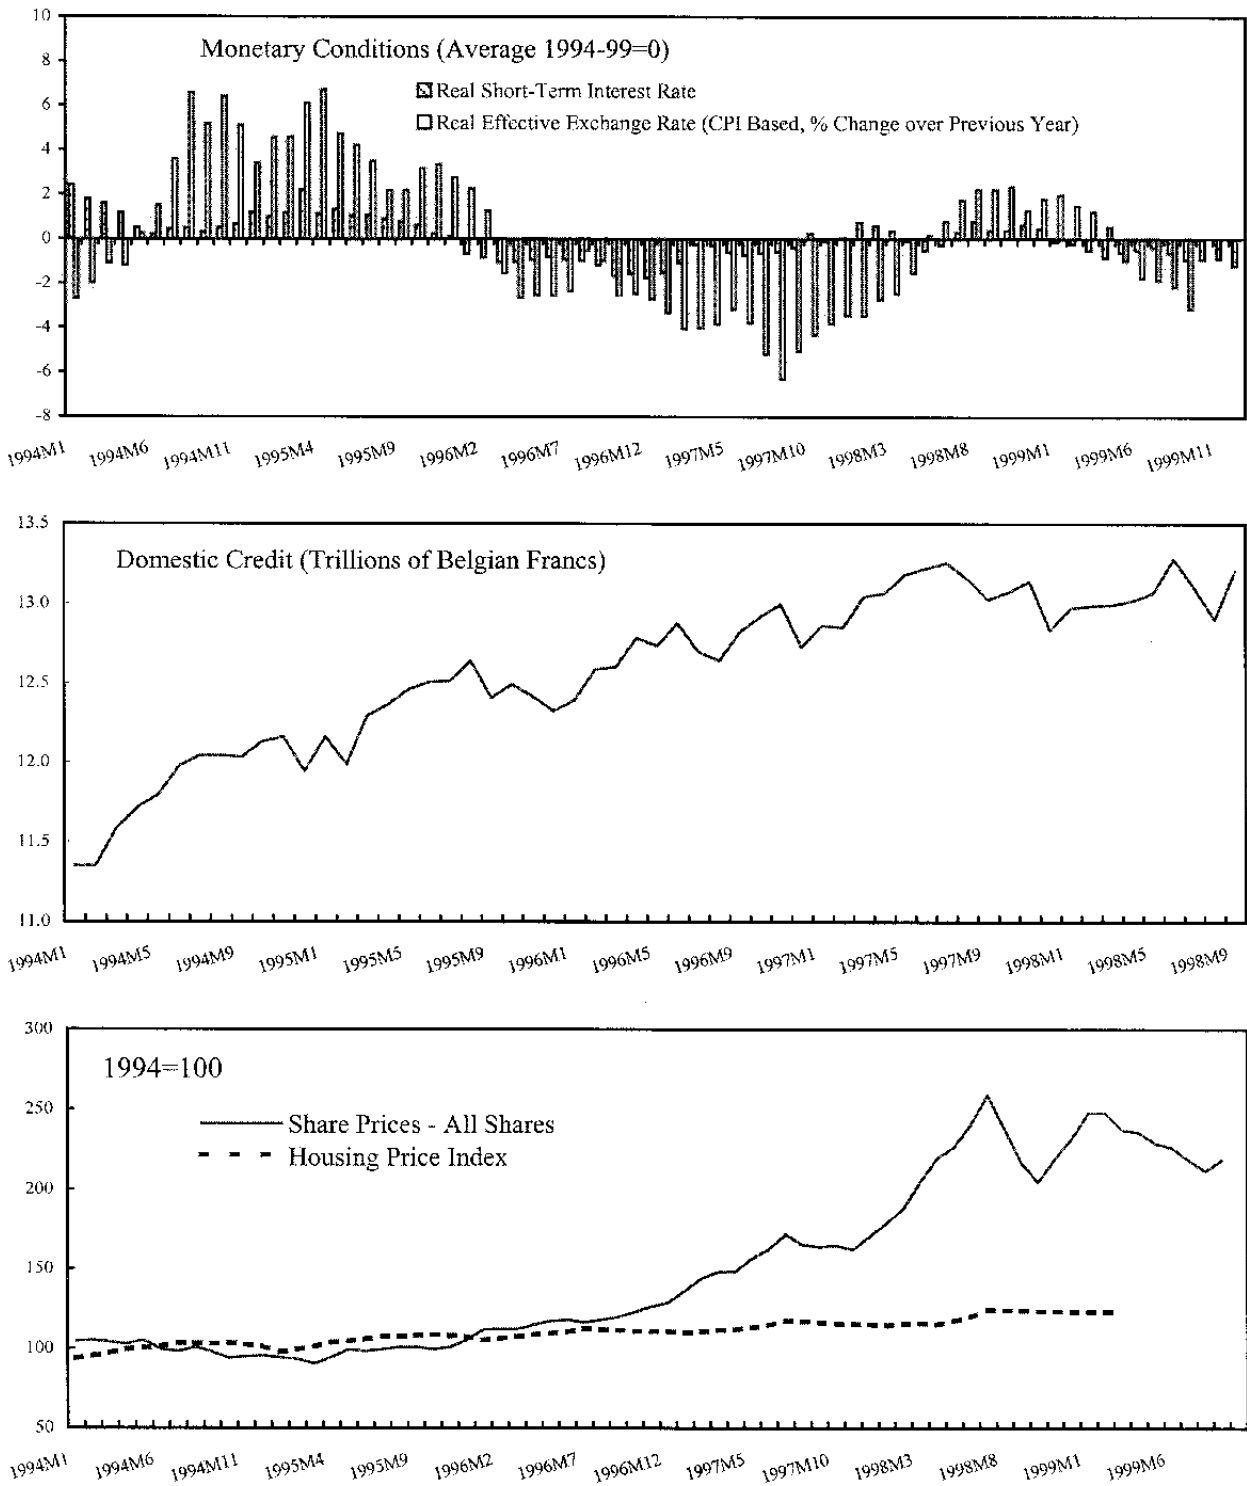 10
Monetary Conditions (Average 1994-99=0)
8
Real Short-Term Interest Rate
6
Real Effective Exchange Rate (CPI Based, % Change over Previous Year)
4
2
0
-2
-4
-6
-8
1994M1 1994M6 1994M11 1995M4 1995M9 1996M2 1996M7 1996M12 1997M5 1997M10 1998M3 1998M8 1999M1 1999M6 1999M11
13.5
Domestic Credit (Trillions of Belgian Francs)
13.0
12.5
12.0
11.5
11.0
1994M1 1994M5 1994M9 1995M1 1995M5 1995M9 1996M1 1996M5 1996M9 1997M1 1997M5 1997M9 1998M1 1998M5 1998M9
300
1994=100
250
Share Prices - All Shares
Housing Price Index
200
150
100
50
1994M1 1994M6 1994M11 1995M4 1995M9 1996M2 1996M7 1996M12 1997M5 1997M10 1998M3 1998M8 1999M1 1999M6